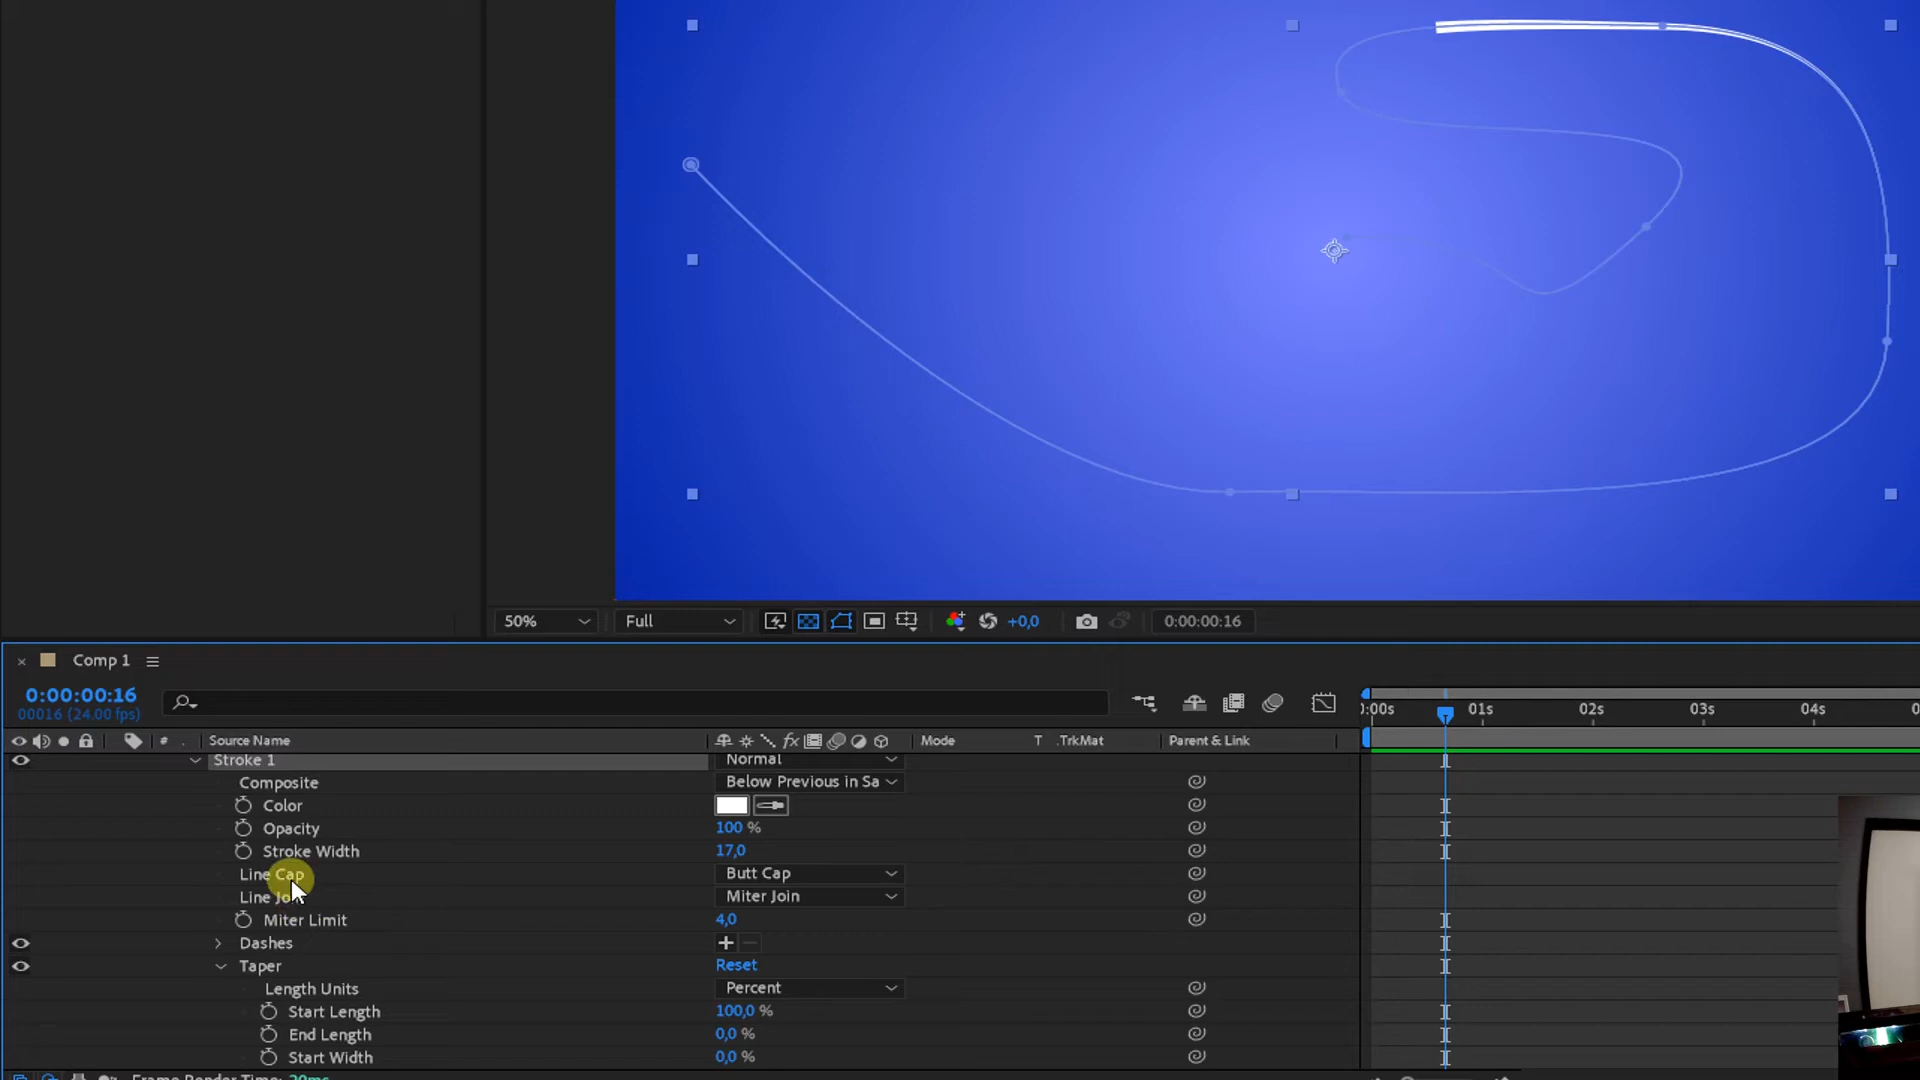 50%
Full
+0,0
0:00:00:16
Comp 1
0:00:00:16
00016 (24.00 fps)
:00s 01s 02s 03s 04s
# . Source Name fx Mode T .TrkMat Parent & Link
Stroke 1 Normal
Composite Below Previous in Sa
Color
Opacity 100 %
Stroke Width 17,0
Line Cap Butt Cap
Line Miter Join
Miter Limit 4,0
Dashes + −
Taper Reset
Length Units Percent
Start Length 100,0 %
End Length 0,0 %
Start Width 0,0 %
Frame Render Time: 20ms